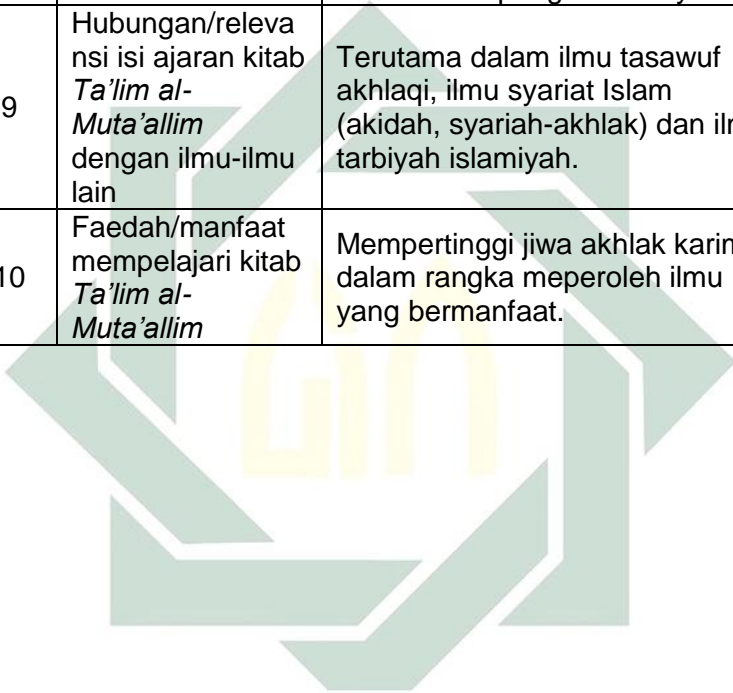 9
Hubungan/releva
nsi isi ajaran kitab
Ta’lim al-
Muta’allim
dengan ilmu-ilmu
lain
Terutama dalam ilmu tasawuf
akhlaqi, ilmu syariat Islam
(akidah, syariah-akhlak) dan
tarbiyah islamiyah.
10
Faedah/manfaat
mempelajari kitab
Ta’lim al-
Muta’allim
Mempertinggi jiwa akhlak
dalam rangka meperoleh ilmu
yang bermanfaat.